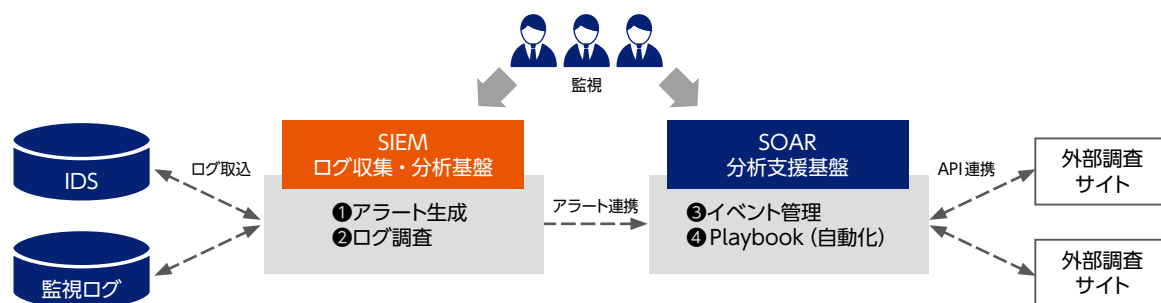 監視
SIEM
ログ収集・分析基盤
SOAR
分析支援基盤
IDS
監視ログ
ログ取込
❶アラート生成
❷ログ調査
アラート連携
❸イベント管理
❹Playbook（自動化）
API連携
外部調査
サイト
外部調査
サイト